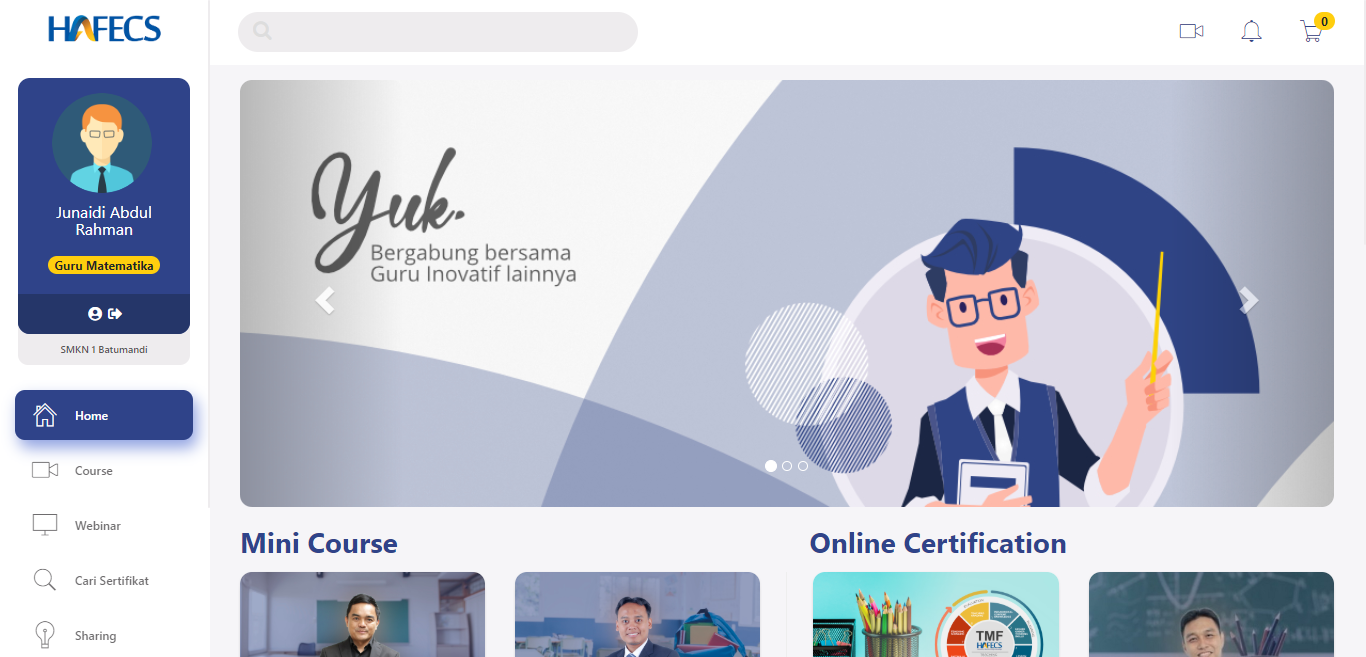 HAFECS
0
Junaidi Abdul
Rahman
Guru Matematika
SMKN 1 Batumandi
Home
Course
Webinar
Cari Sertifikat
Sharing
Yuk.
Bergabung bersama
Guru Inovatif lainnya
Mini Course
Online Certification
TMF
HAFECS